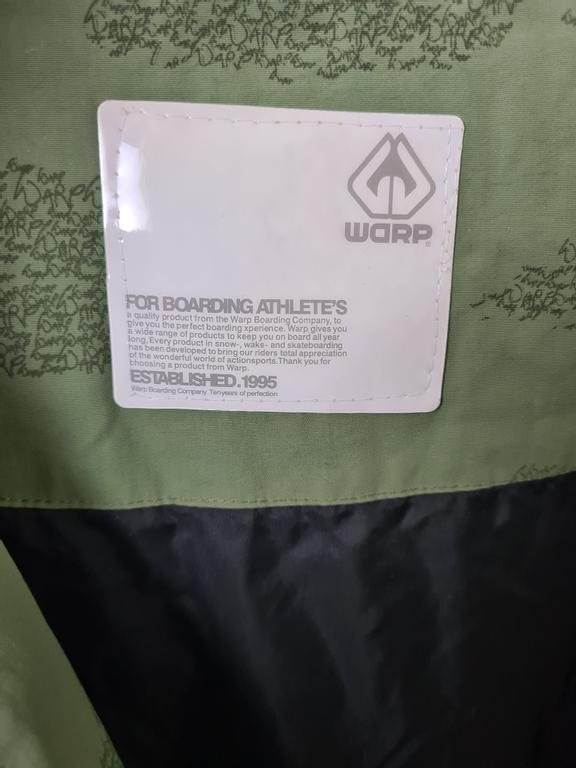 WARP®
FOR BOARDING ATHLETE'S
a quality product from the Warp Boarding Company, to
give you the perfect boarding xperience. Warp gives you
a wide range of products to keep you on board all year
long, Every product in snow-, wake- and skateboarding
has been developed to bring our riders total appreciation
of the wonderful world of actionsports.Thank you for
choosing a product from Warp.
ESTABLISHED.1995
Warp Boarding Company Tenyears of perfection